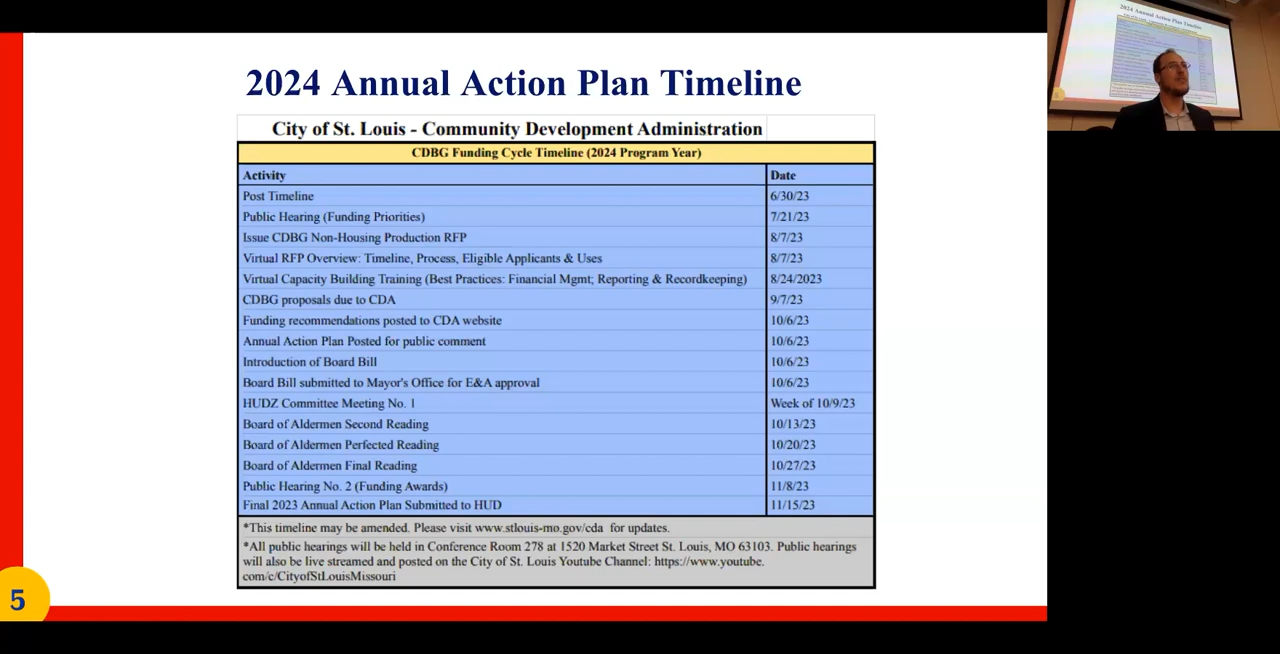 2024 Annual Action Plan Timeline
City of St. Louis - Community Development Administration
CDBG Funding Cycle Timeline (2024 Program Year)
Activity Date
Post Timeline 6/30/23
Public Hearing (Funding Priorities) 7/21/23
Issue CDBG Non-Housing Production RFP 8/7/23
Virtual RFP Overview: Timeline, Process, Eligible Applicants & Uses 8/7/23
Virtual Capacity Building Training (Best Practices: Financial Mgmt; Reporting & Recordkeeping) 8/24/2023
CDBG proposals due to CDA 9/7/23
Funding recommendations posted to CDA website 10/6/23
Annual Action Plan Posted for public comment 10/6/23
Introduction of Board Bill 10/6/23
Board Bill submitted to Mayor's Office for E&A approval 10/6/23
HUDZ Committee Meeting No. 1 Week of 10/9/23
Board of Aldermen Second Reading 10/13/23
Board of Aldermen Perfected Reading 10/20/23
Board of Aldermen Final Reading 10/27/23
Public Hearing No. 2 (Funding Awards) 11/8/23
Final 2023 Annual Action Plan Submitted to HUD 11/15/23
*This timeline may be amended. Please visit www.stlouis-mo.gov/cda for updates.
*All public hearings will be held in Conference Room 278 at 1520 Market Street St. Louis, MO 63103. Public hearings
will also be live streamed and posted on the City of St. Louis Youtube Channel: https://www.youtube.
com/c/CityofStLouisMissouri
5
2024 Annual Action Plan Timeline